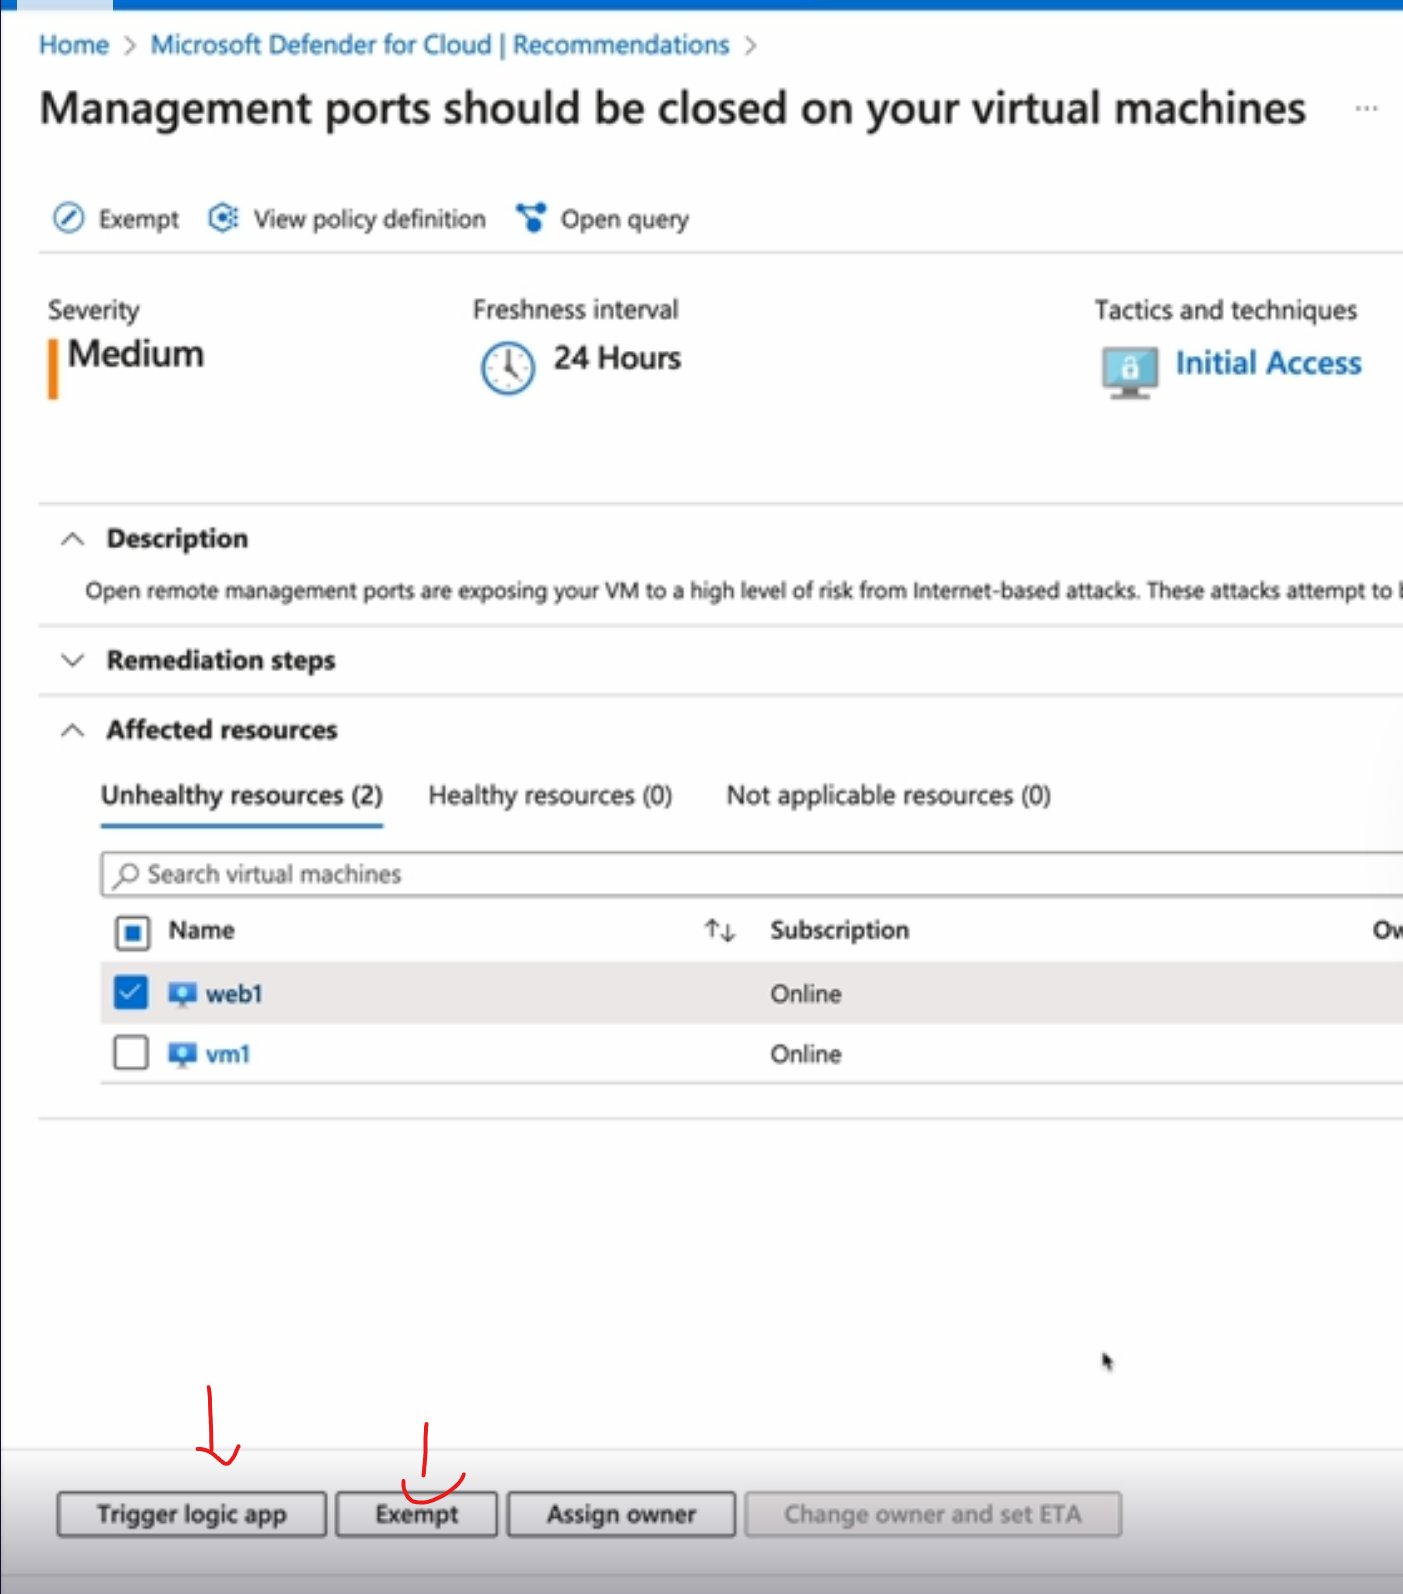 Home > Microsoft Defender for Cloud | Recommendations >
Management ports should be closed on your virtual machines ...
Exempt View policy definition Open query
Severity Freshness interval Tactics and techniques
Medium 24 Hours Initial Access
Description
Open remote management ports are exposing your VM to a high level of risk from Internet-based attacks. These attacks attempt to
Remediation steps
Affected resources
Unhealthy resources (2) Healthy resources (0) Not applicable resources (0)
Search virtual machines
Name Subscription
web1 Online
vm1 Online
Trigger logic app Exempt Assign owner Change owner and set ETA